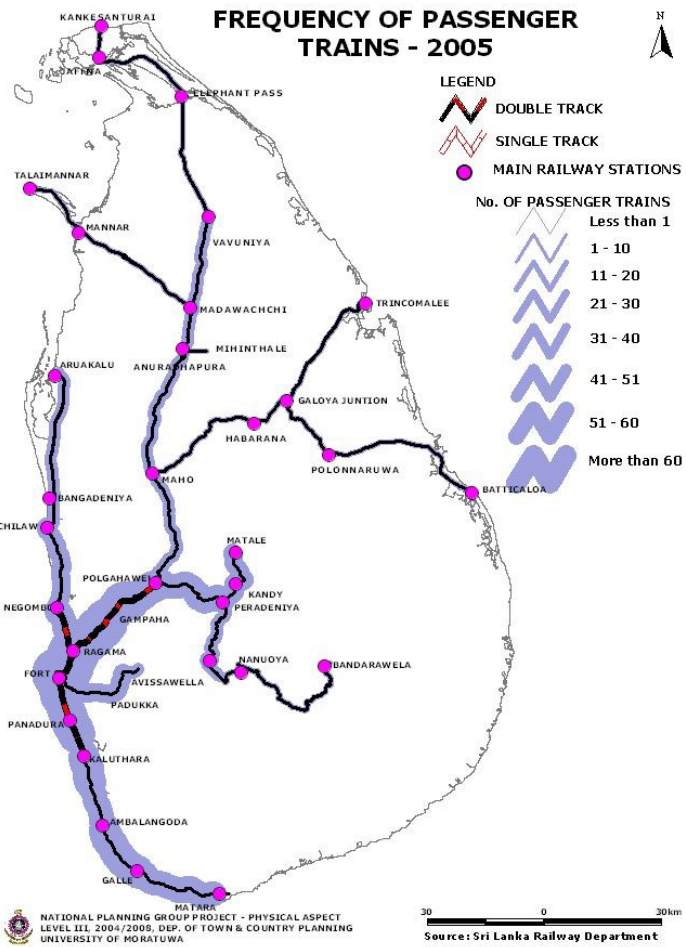 FREQUENCY OF PASSENGER
TRAINS - 2005
N
KANKESANTURAI
JAFFNA
ELEPHANT PASS
LEGEND
DOUBLE TRACK
SINGLE TRACK
MAIN RAILWAY STATIONS
No. OF PASSENGER TRAINS
Less than 1
1 - 10
11 - 20
21 - 30
31 - 40
41 - 51
51 - 60
More than 60
TALAIMANNAR
MANNAR
VAVUNIYA
MADAWACHCHI
TRINCOMALEE
MIHINTHALE
ANURADHAPURA
ARUAKALU
GALOYA JUNTION
HABARANA
POLONNARUWA
MAHO
BATTICALOA
BANGADENIYA
CHILAW
MATALE
POLGAHAWEL
KANDY
PERADENIYA
NEGOMBO
GAMPAHA
RAGAMA
NANUOYA
BANDARAWELA
FORT
AVISSAWELLA
PADUKKA
PANADURA
KALUTHARA
AMBALANGODA
GALLE
MATARA
NATIONAL PLANNING GROUP PROJECT - PHYSICAL ASPECT
LEVEL III, 2004/2008, DEP. OF TOWN & COUNTRY PLANNING
UNIVERSITY OF MORATUWA
30 0 30km
Source: Sri Lanka Railway Department